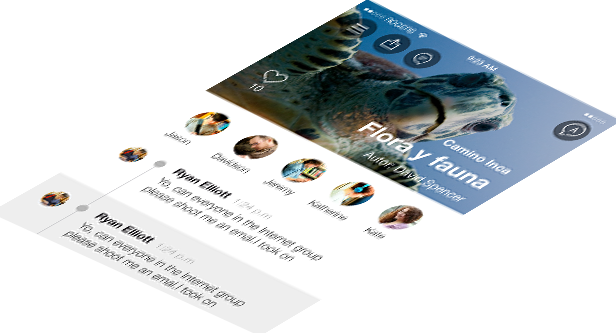 9:23 AM
A
10
Camino Inca
Flora y fauna
Autor: David Spencer
Jason
Davidson
Jeremy
Katherine
Kate
Ryan Elliott 1:24 p.m
Yo, can everyone in the Internet group
please shoot me an email I took on
Ryan Elliott 1:24 p.m
Yo, can everyone in the Internet group
please shoot me an email I took on